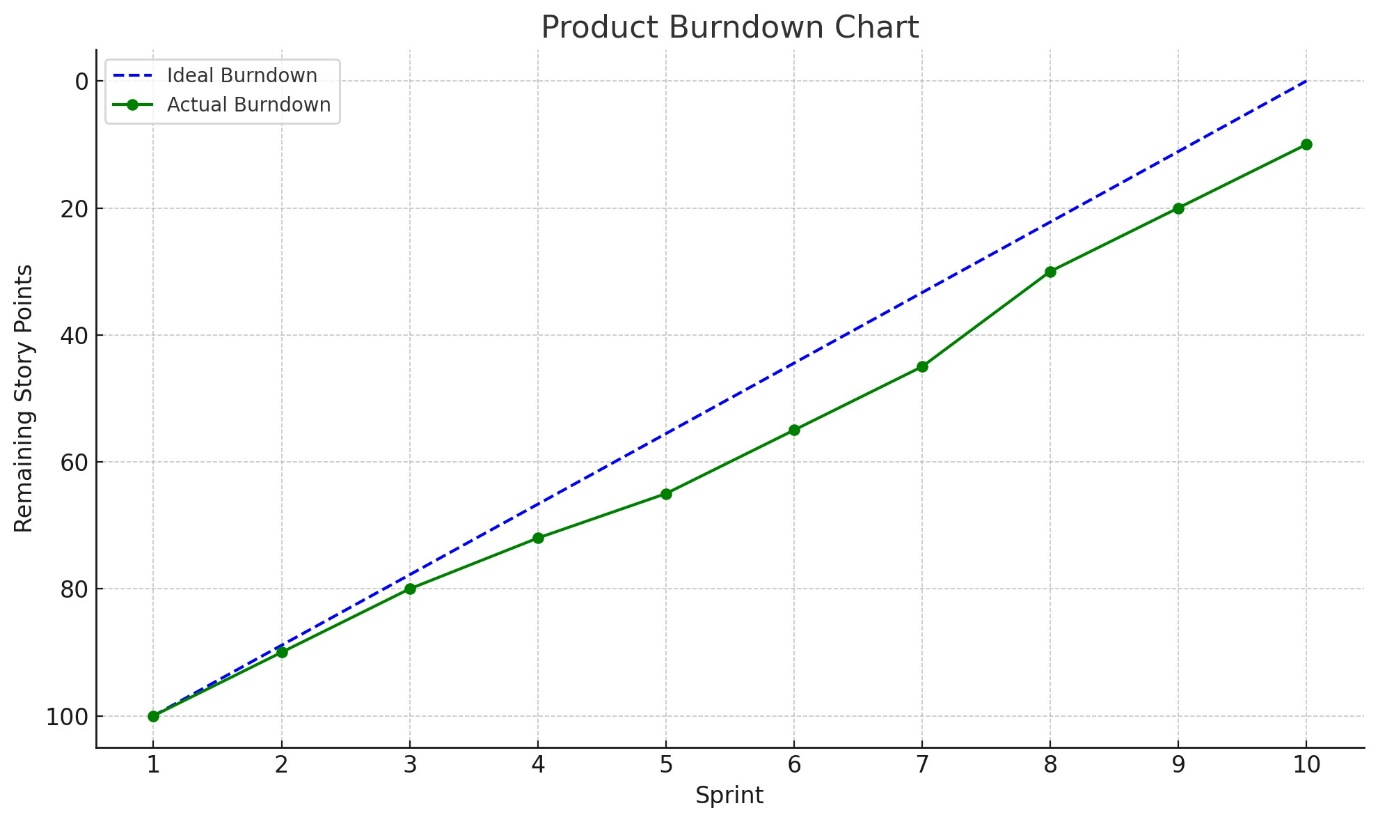 Product Burndown Chart
Ideal Burndown
Actual Burndown
Remaining Story Points
0
20
40
60
80
100
1 2 3 4 5 6 7 8 9 10
Sprint